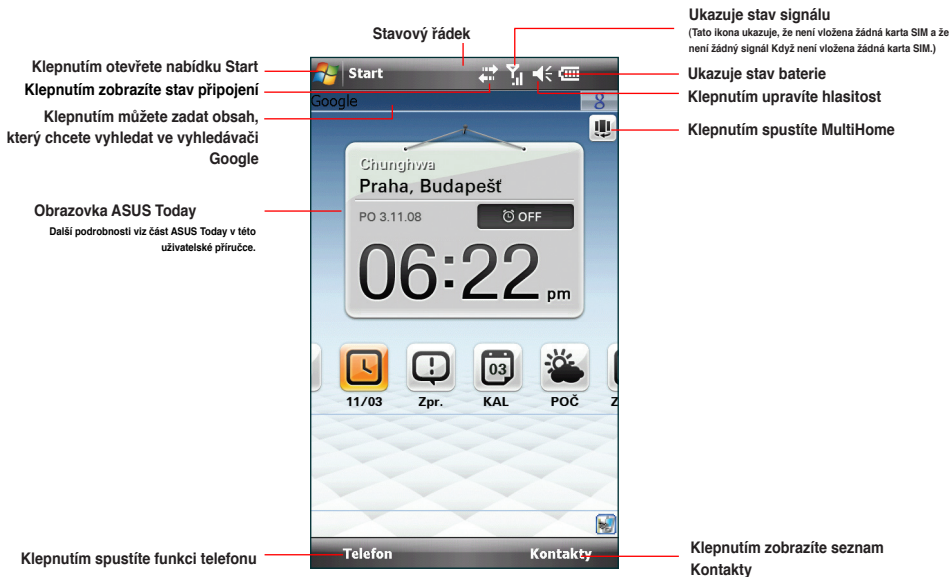 Stavový řádek
Klepnutím otevřete nabídku Start
Klepnutím zobrazíte stav připojení
Klepnutím můžete zadat obsah,
který chcete vyhledat ve vyhledávači
Google
Obrazovka ASUS Today
Další podrobnosti viz část ASUS Today v této
uživatelské příručce.
Klepnutím spustíte funkci telefonu
Start
Google
8
Chunghwa
Praha, Budapešť
PO 3.11.08
OFF
06:22 pm
03
11/03 Zpr. KAL POČ Z
Telefon Kontakty
Ukazuje stav signálu
(Tato ikona ukazuje, že není vložena žádná karta SIM a že
není žádný signál Když není vložena žádná karta SIM.)
Ukazuje stav baterie
Klepnutím upravíte hlasitost
Klepnutím spustíte MultiHome
Klepnutím zobrazíte seznam
Kontakty